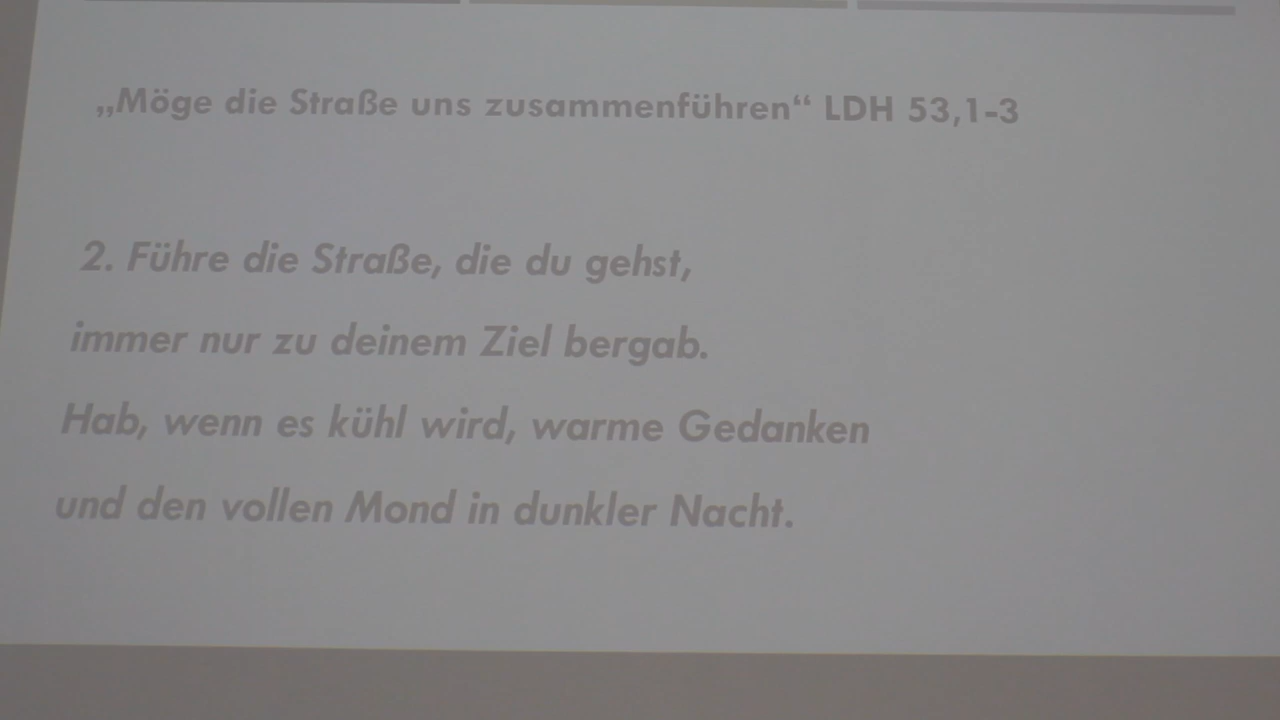 „Möge die Straße uns zusammenführen“ LDH 53,1-3
2. Führe die Straße, die du gehst,
immer nur zu deinem Ziel bergab.
Hab, wenn es kühl wird, warme Gedanken
und den vollen Mond in dunkler Nacht.